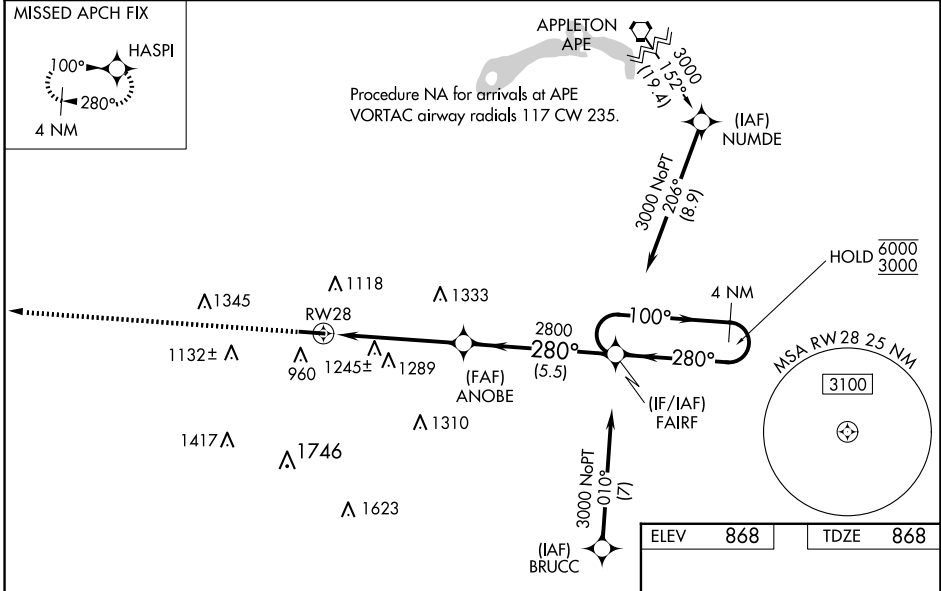 MISSED APCH FIX
HASPI
100°
280°
4 NM
APPLETON
APE
3000
152°
(19.4)
Procedure NA for arrivals at APE
VORTAC airway radials 117 CW 235.
(IAF)
NUMDE
3000 NoPT
206°
(8.9)
HOLD 6000
3000
4 NM
100°
280°
1345
1118
1333
RW28
2800
280°
(5.5)
1132±
960
1245±
1289
(FAF)
ANOBE
(IF/IAF)
FAIRF
MSA RW28 25 NM
3100
1310
1417
1746
1623
3000 NoPT
010°
(7)
(IAF)
BRUCC
ELEV 868
TDZE 868